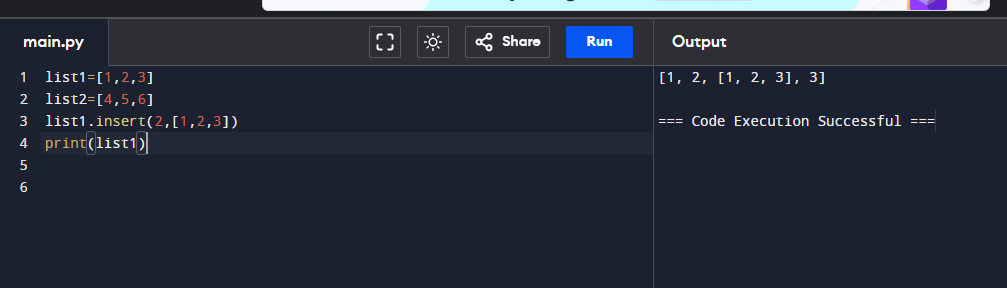 main.py
Share
Run
Output
1 list1=[1,2,3]
2 list2=[4,5,6]
3 list1.insert(2,[1,2,3])
4 print(list1)
5
6
[1, 2, [1, 2, 3], 3]
=== Code Execution Successful ===